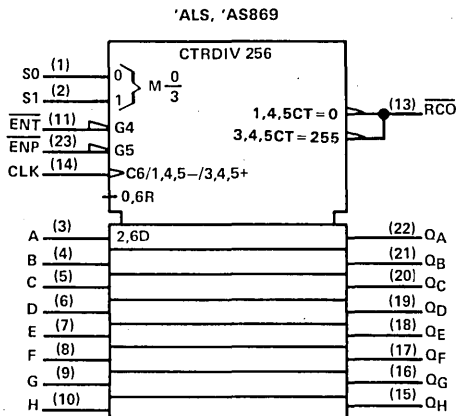 'ALS, 'AS869
CTRDIV 256
S0 (1) 0
S1 (2) 1
M 0/3
ENT (11) G4
ENP (23) G5
CLK (14) C6/1,4,5–/3,4,5+
0,6R
1,4,5CT = 0 (13) RCO
3,4,5CT = 255
A (3) 2,6D (22) QA
B (4) (21) QB
C (5) (20) QC
D (6) (19) QD
E (7) (18) QE
F (8) (17) QF
G (9) (16) QG
H (10) (15) QH